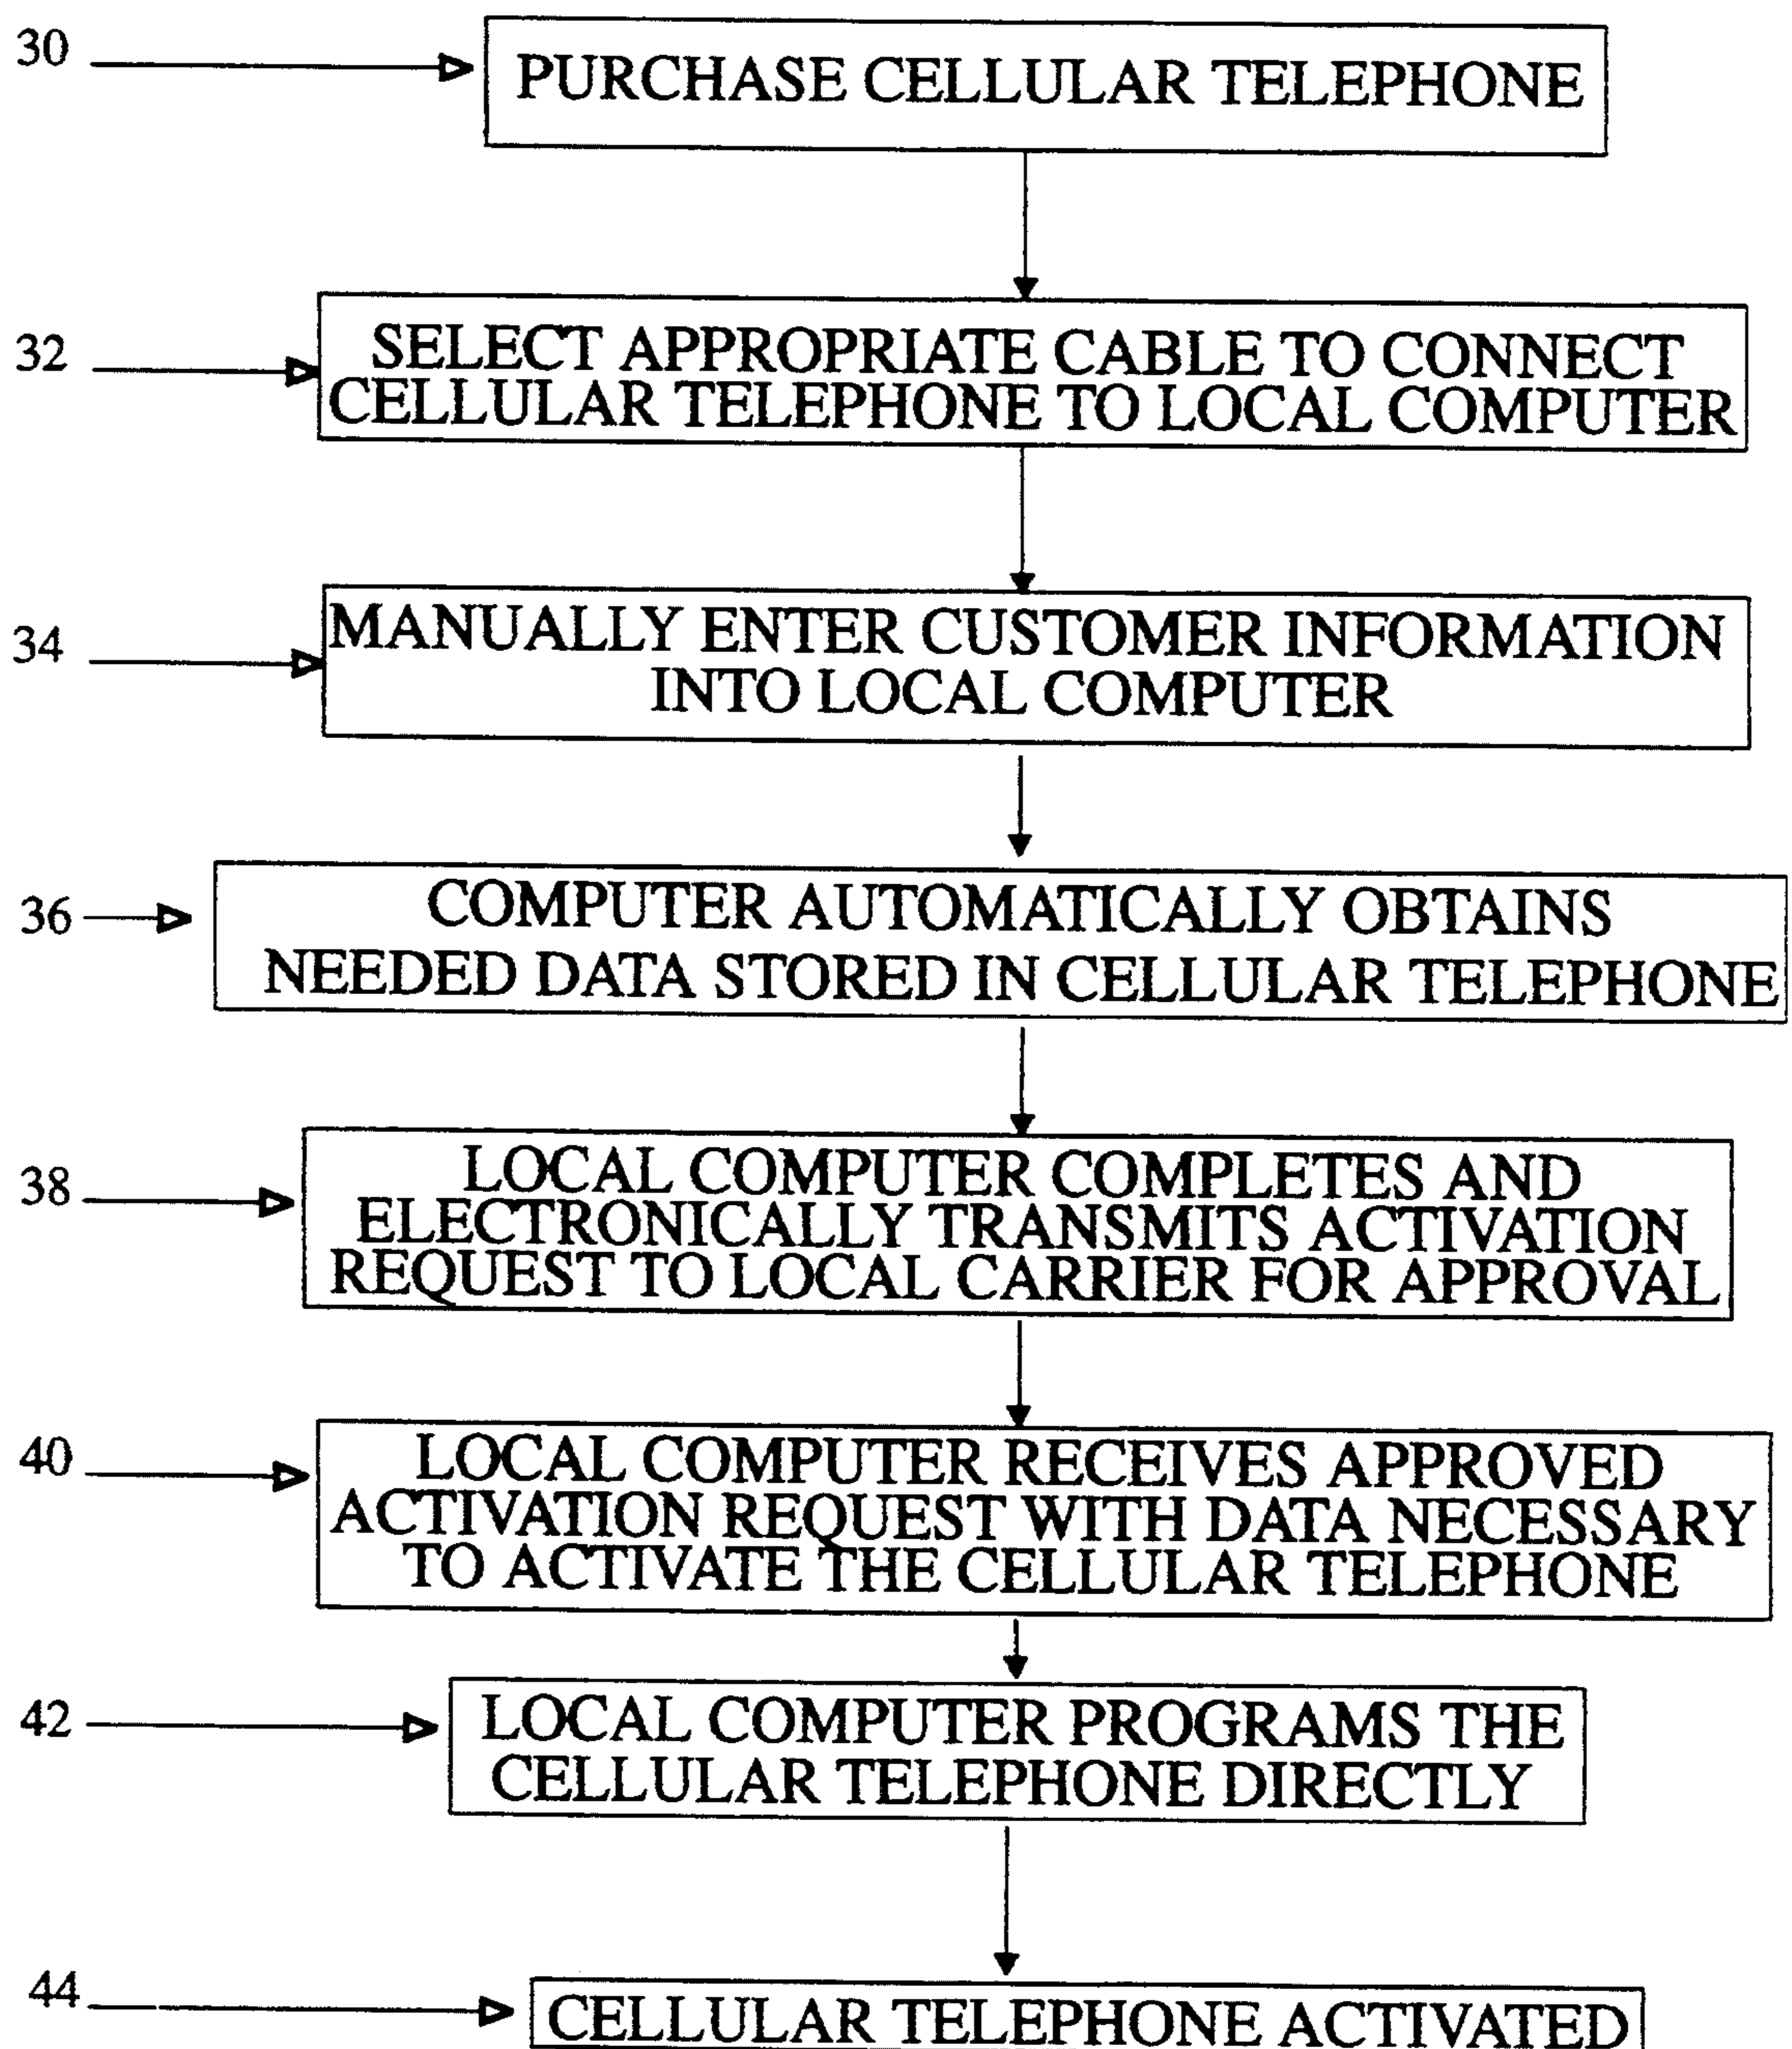 30
PURCHASE CELLULAR TELEPHONE
32
SELECT APPROPRIATE CABLE TO CONNECT
CELLULAR TELEPHONE TO LOCAL COMPUTER
34
MANUALLY ENTER CUSTOMER INFORMATION
INTO LOCAL COMPUTER
36
COMPUTER AUTOMATICALLY OBTAINS
NEEDED DATA STORED IN CELLULAR TELEPHONE
38
LOCAL COMPUTER COMPLETES AND
ELECTRONICALLY TRANSMITS ACTIVATION
REQUEST TO LOCAL CARRIER FOR APPROVAL
40
LOCAL COMPUTER RECEIVES APPROVED
ACTIVATION REQUEST WITH DATA NECESSARY
TO ACTIVATE THE CELLULAR TELEPHONE
42
LOCAL COMPUTER PROGRAMS THE
CELLULAR TELEPHONE DIRECTLY
44
CELLULAR TELEPHONE ACTIVATED